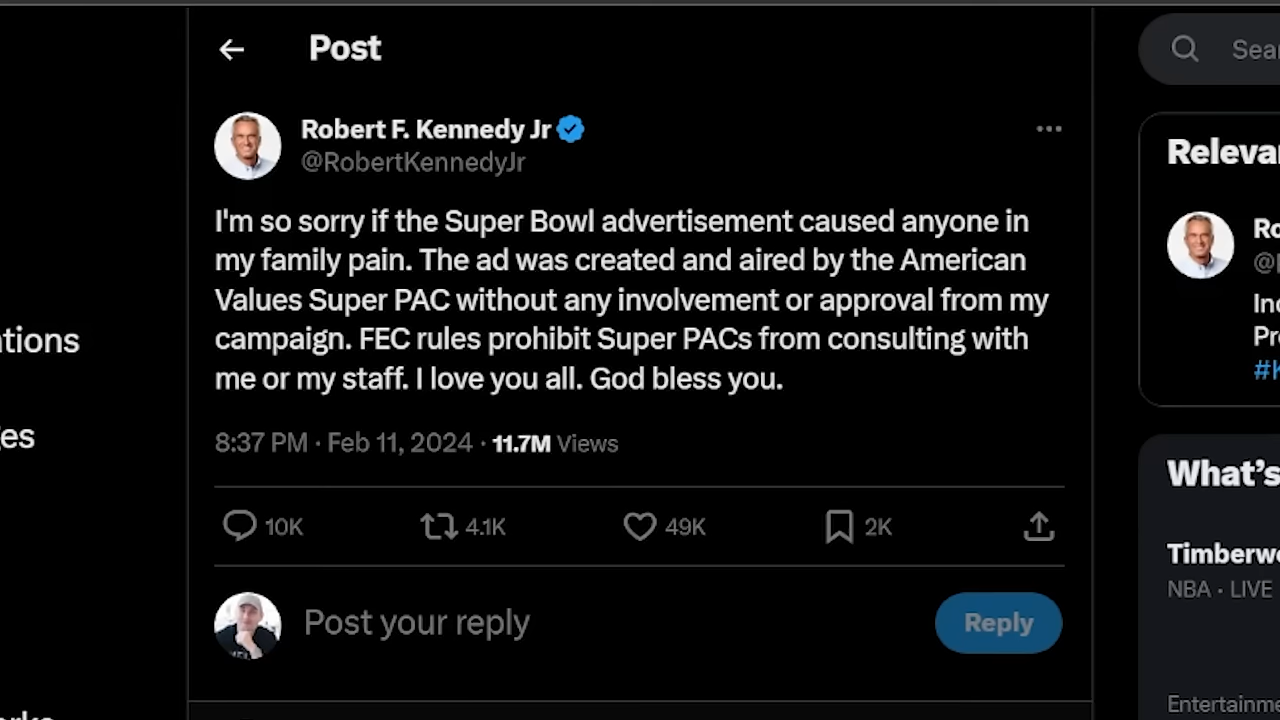 Post
Robert F. Kennedy Jr
@RobertKennedyJr
I'm so sorry if the Super Bowl advertisement caused anyone in
my family pain. The ad was created and aired by the American
Values Super PAC without any involvement or approval from my
campaign. FEC rules prohibit Super PACs from consulting with
me or my staff. I love you all. God bless you.
8:37 PM · Feb 11, 2024 · 11.7M Views
10K 4.1K 49K 2K
Post your reply
Reply
What's
NBA · LIVE